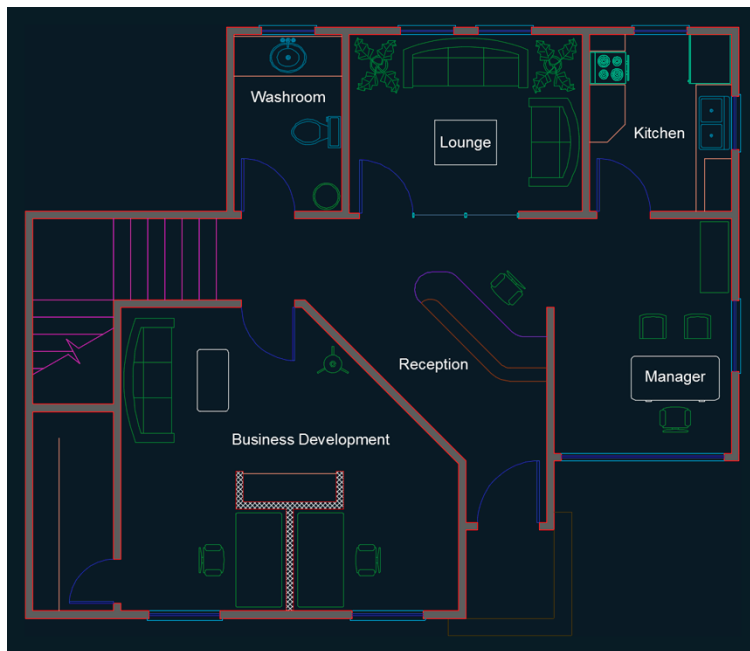 Washroom
Lounge
Kitchen
Reception
Manager
Business Development